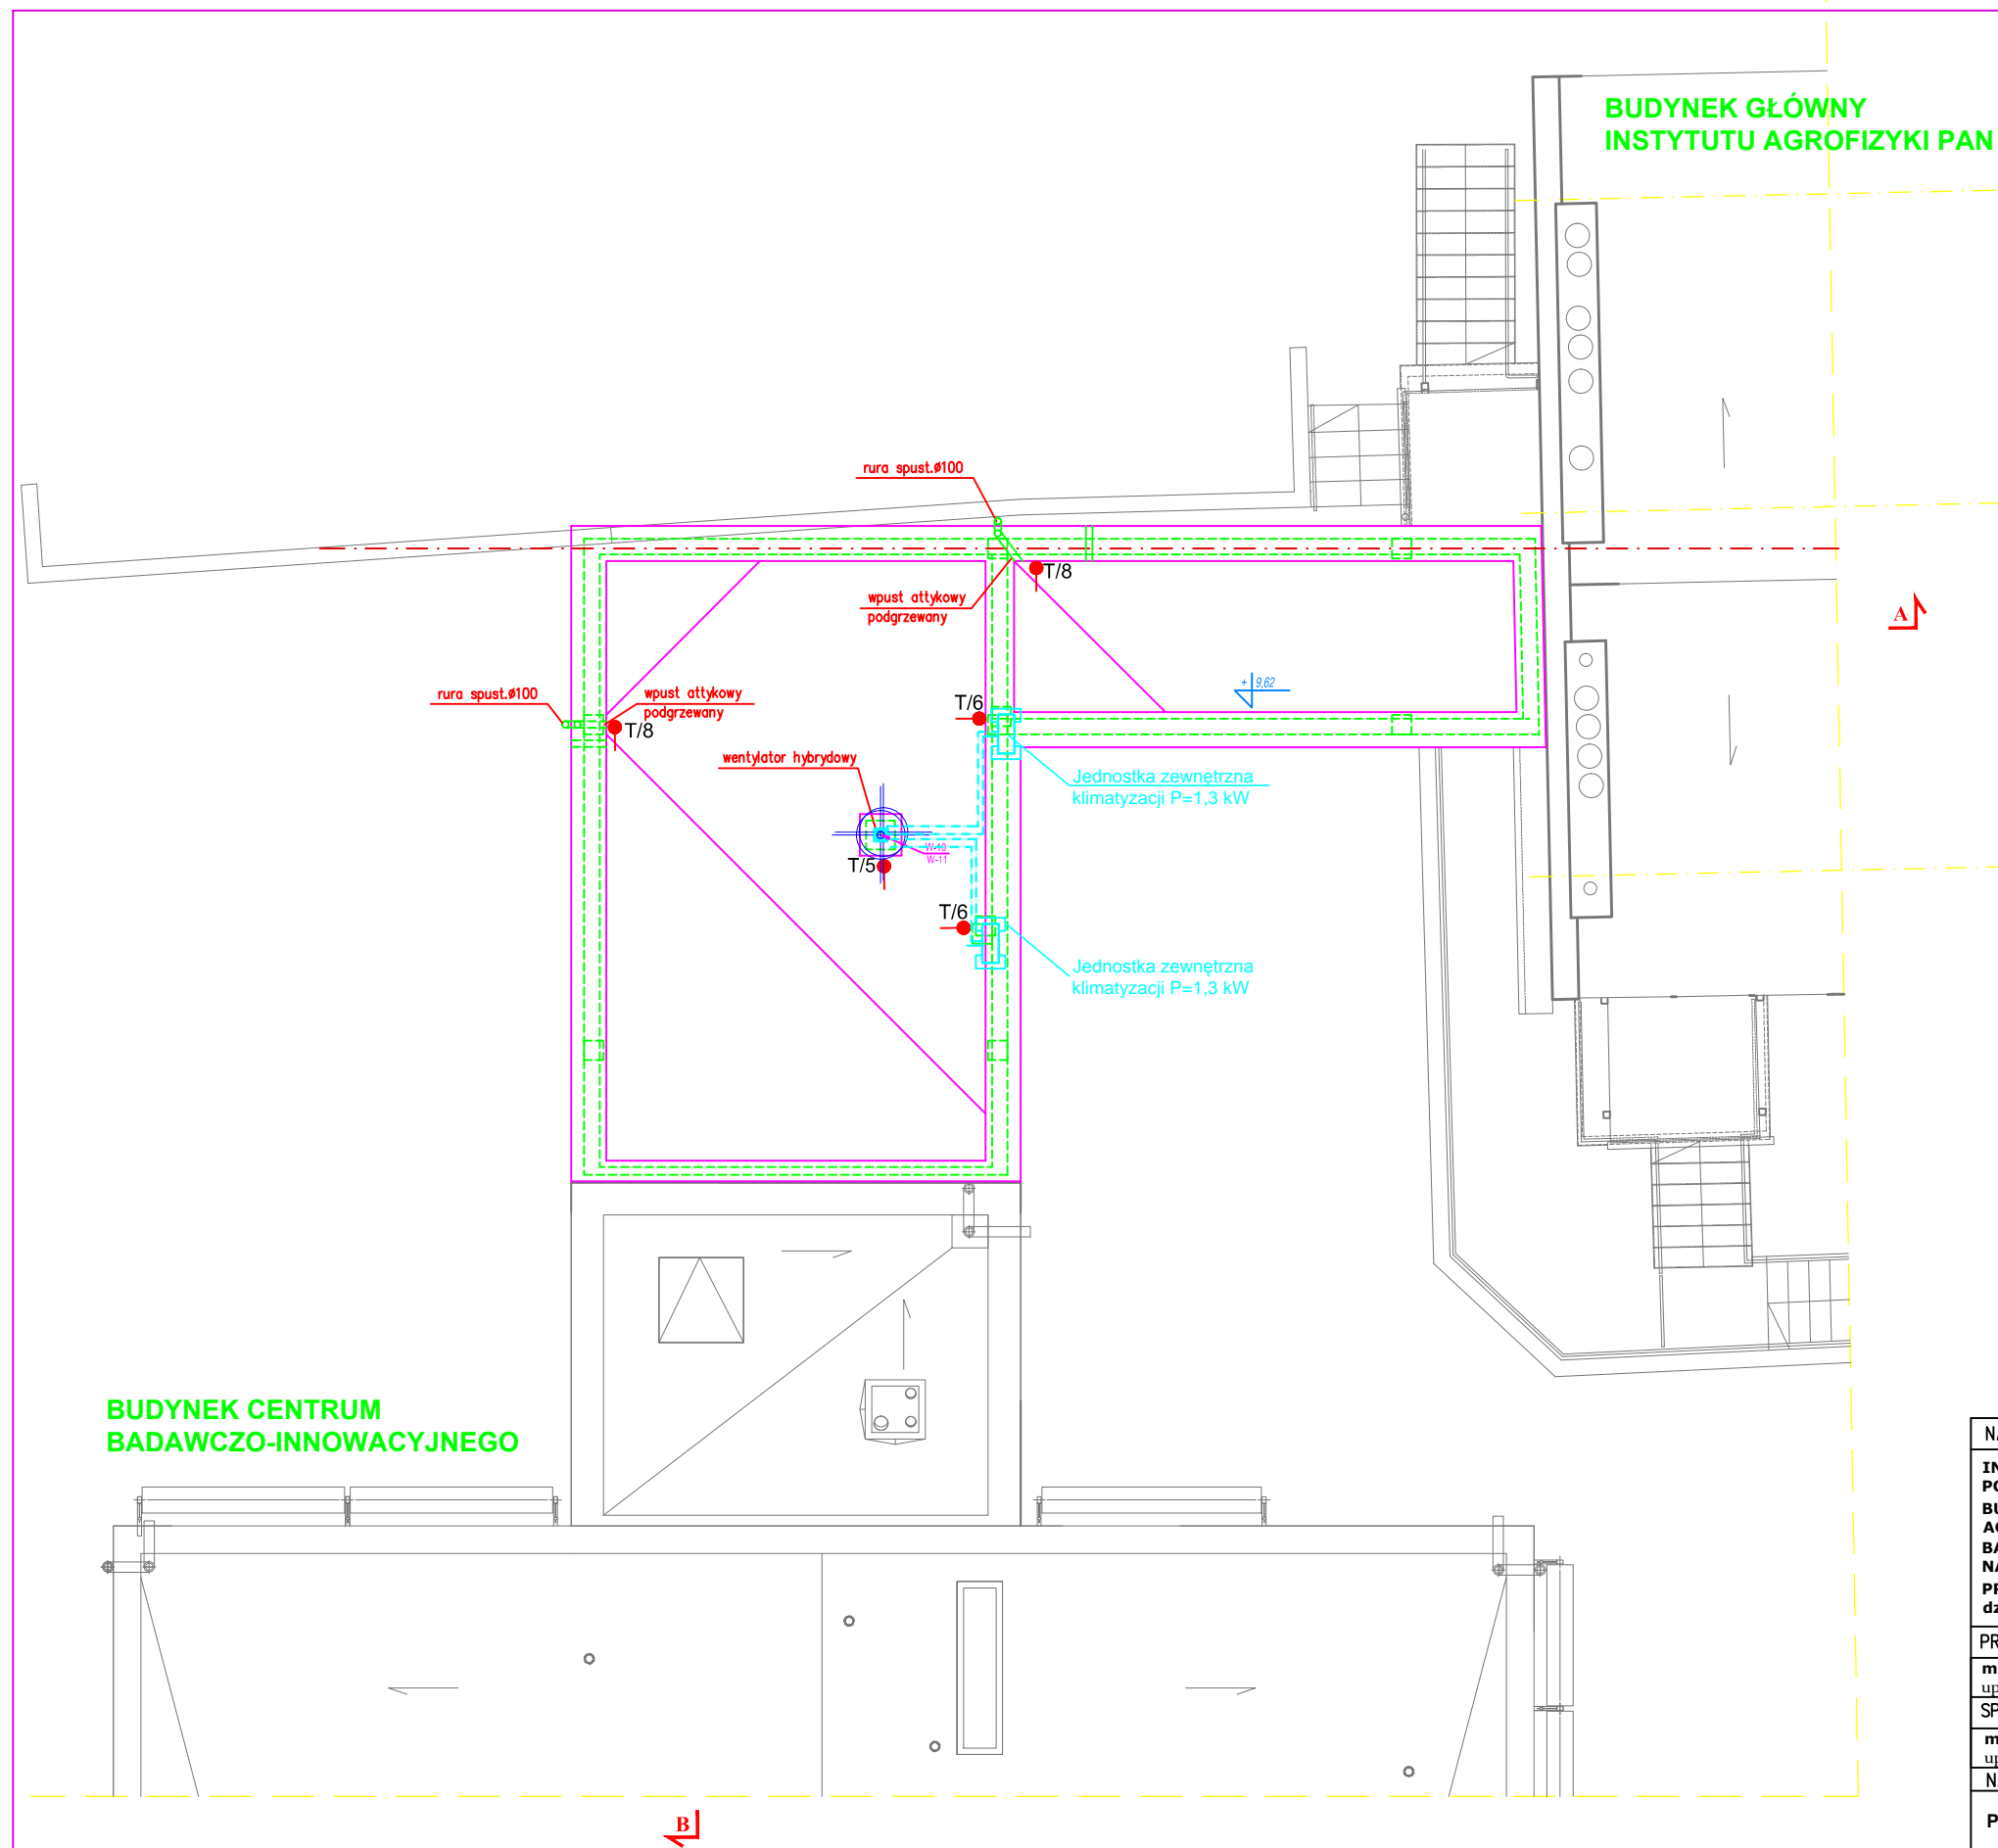 BUDYNEK GŁÓWNY
INSTYTUTU AGROFIZYKI PAN
rura spust.ø100
T/8
wpust attykowy
podgrzewany
A
+ 9,62
rura spust.ø100
wpust attykowy
podgrzewany
T/8
T/6
wentylator hybrydowy
Jednostka zewnętrzna
klimatyzacji P=1,3 kW
W-10
W-11
T/5
T/6
Jednostka zewnętrzna
klimatyzacji P=1,3 kW
BUDYNEK CENTRUM
BADAWCZO-INNOWACYJNEGO
B